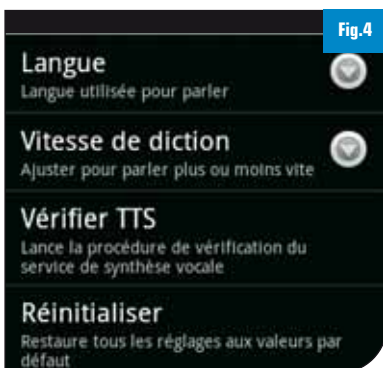 Fig.4
Langue
Langue utilisée pour parler
Vitesse de diction
Ajuster pour parler plus ou moins vite
Vérifier TTS
Lance la procédure de vérification du
service de synthèse vocale
Réinitialiser
Restaure tous les réglages aux valeurs par
défaut